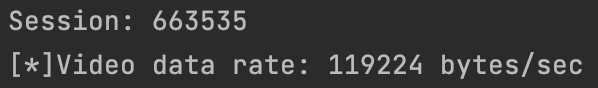 Session: 663535
[*]Video data rate: 119224 bytes/sec